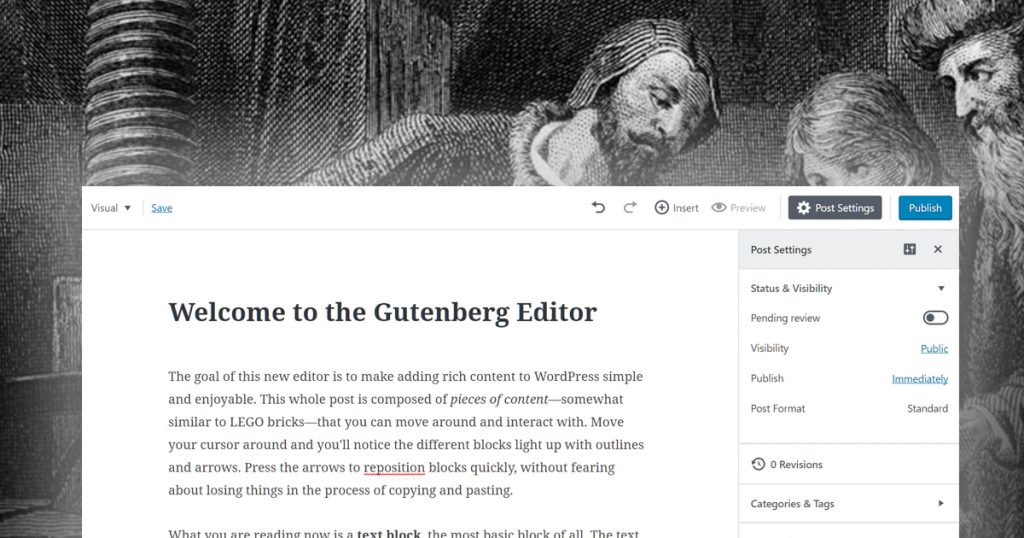 Visual Save Insert Preview Post Settings Publish
Post Settings
Status & Visibility
Pending review
Visibility Public
Publish Immediately
Post Format Standard
0 Revisions
Categories & Tags
Welcome to the Gutenberg Editor
The goal of this new editor is to make adding rich content to WordPress simple
and enjoyable. This whole post is composed of pieces of content—somewhat
similar to LEGO bricks—that you can move around and interact with. Move
your cursor around and you'll notice the different blocks light up with outlines
and arrows. Press the arrows to reposition blocks quickly, without fearing
about losing things in the process of copying and pasting.
What you are reading now is a text block, the most basic block of all. The text